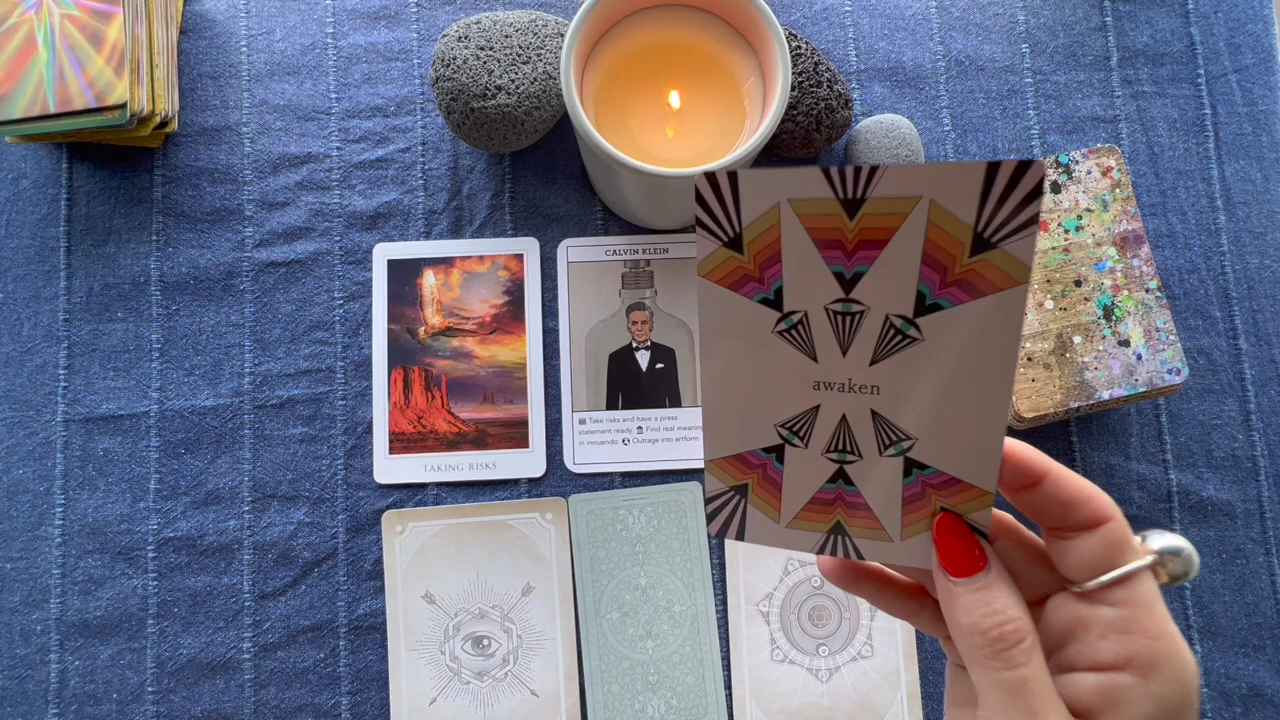 TAKING RISKS
CALVIN KLEIN
Take risks and have a press
statement ready. Find real meaning
in innuendo. Outrage into artform.
awaken